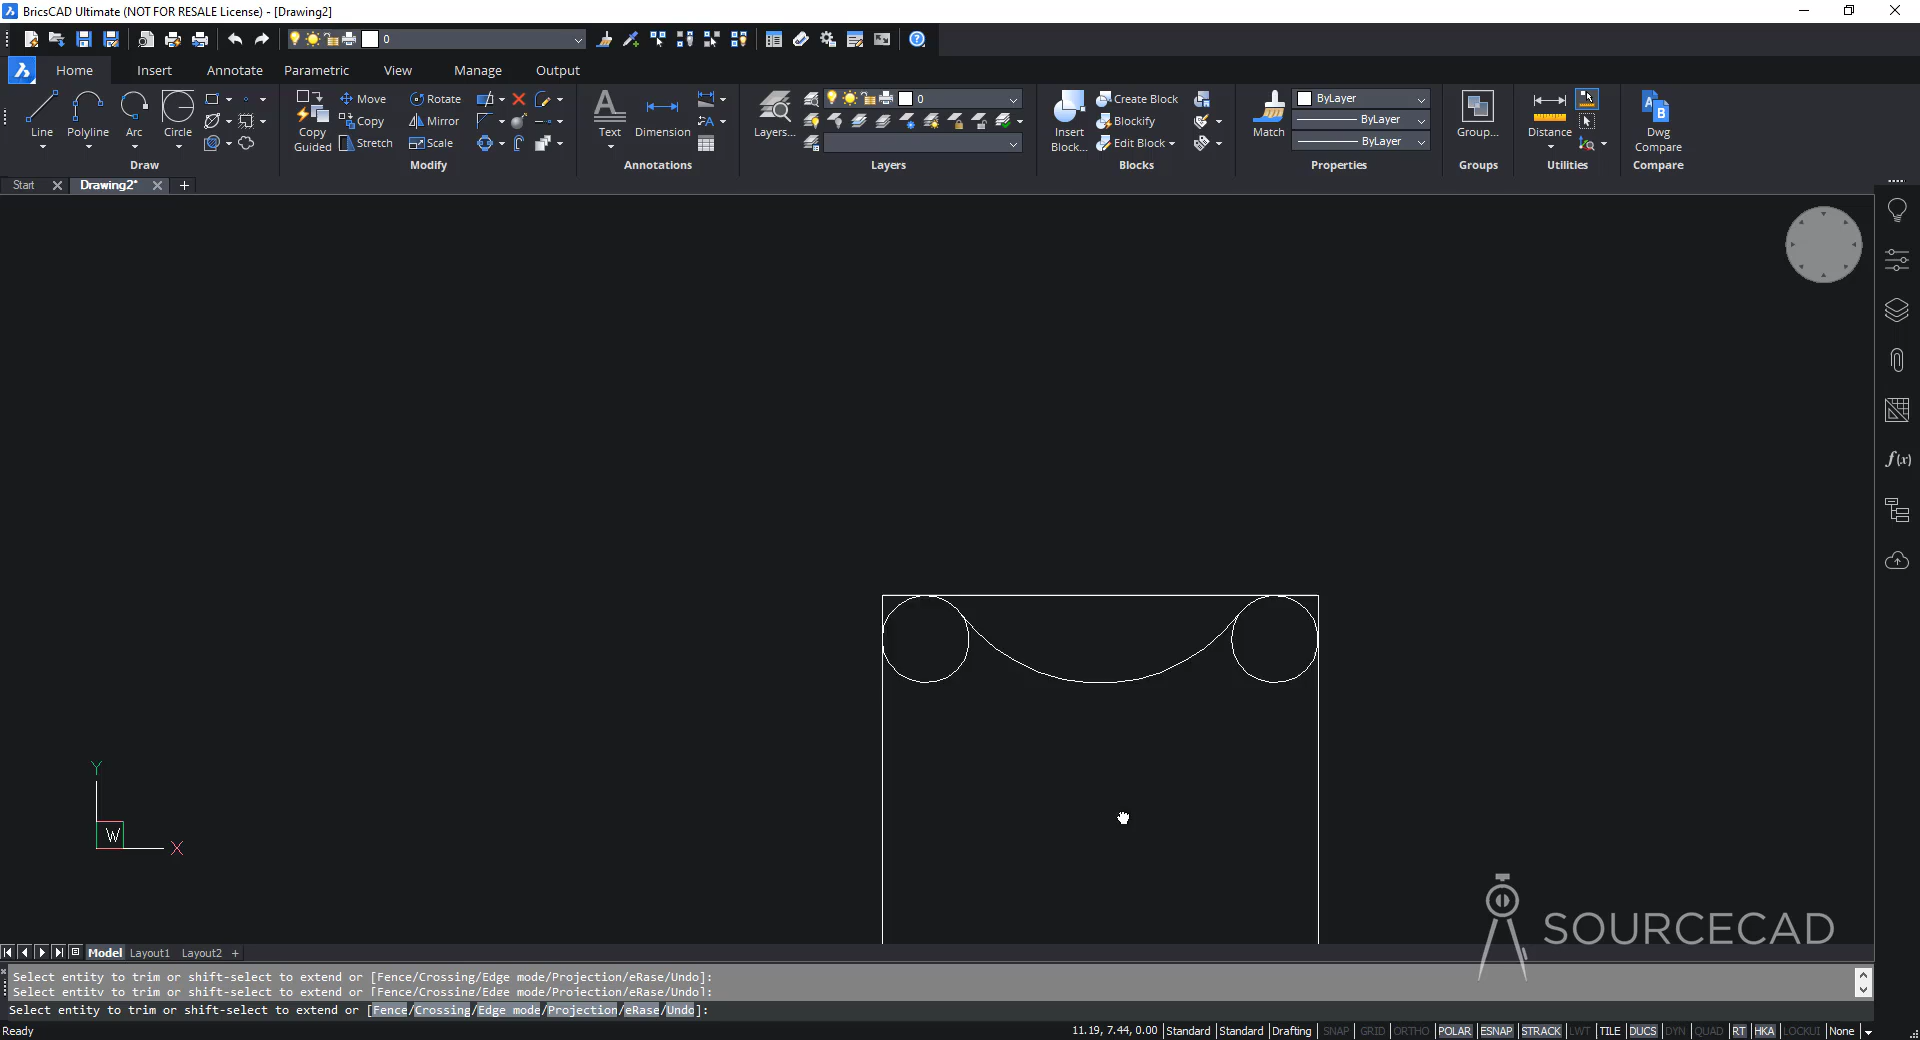 BricsCAD Ultimate (NOT FOR RESALE License) - [Drawing2]
0
Home Insert Annotate Parametric View Manage Output
Line Polyline Arc Circle
Draw
Copy Guided
Move Rotate
Copy Mirror
Stretch Scale
Modify
Text Dimension
Annotations
Layers...
0
Layers
Insert Block...
Create Block
Blockify
Edit Block
Blocks
Match
ByLayer
ByLayer
ByLayer
Properties
Group...
Groups
Distance
Utilities
Dwg Compare
Compare
Start Drawing2*
f(x)
Y
W
X
SOURCECAD
Model Layout1 Layout2
Select entity to trim or shift-select to extend or [Fence/Crossing/Edge mode/Projection/eRase/Undo]:
Select entity to trim or shift-select to extend or [Fence/Crossing/Edge mode/Projection/eRase/Undo]:
Select entity to trim or shift-select to extend or [Fence/Crossing/Edge mode/Projection/eRase/Undo]:
Ready 11.19, 7.44, 0.00 Standard Standard Drafting SNAP GRID ORTHO POLAR ESNAP STRACK LWT TILE DUCS DYN QUAD RT HKA LOCKUI None